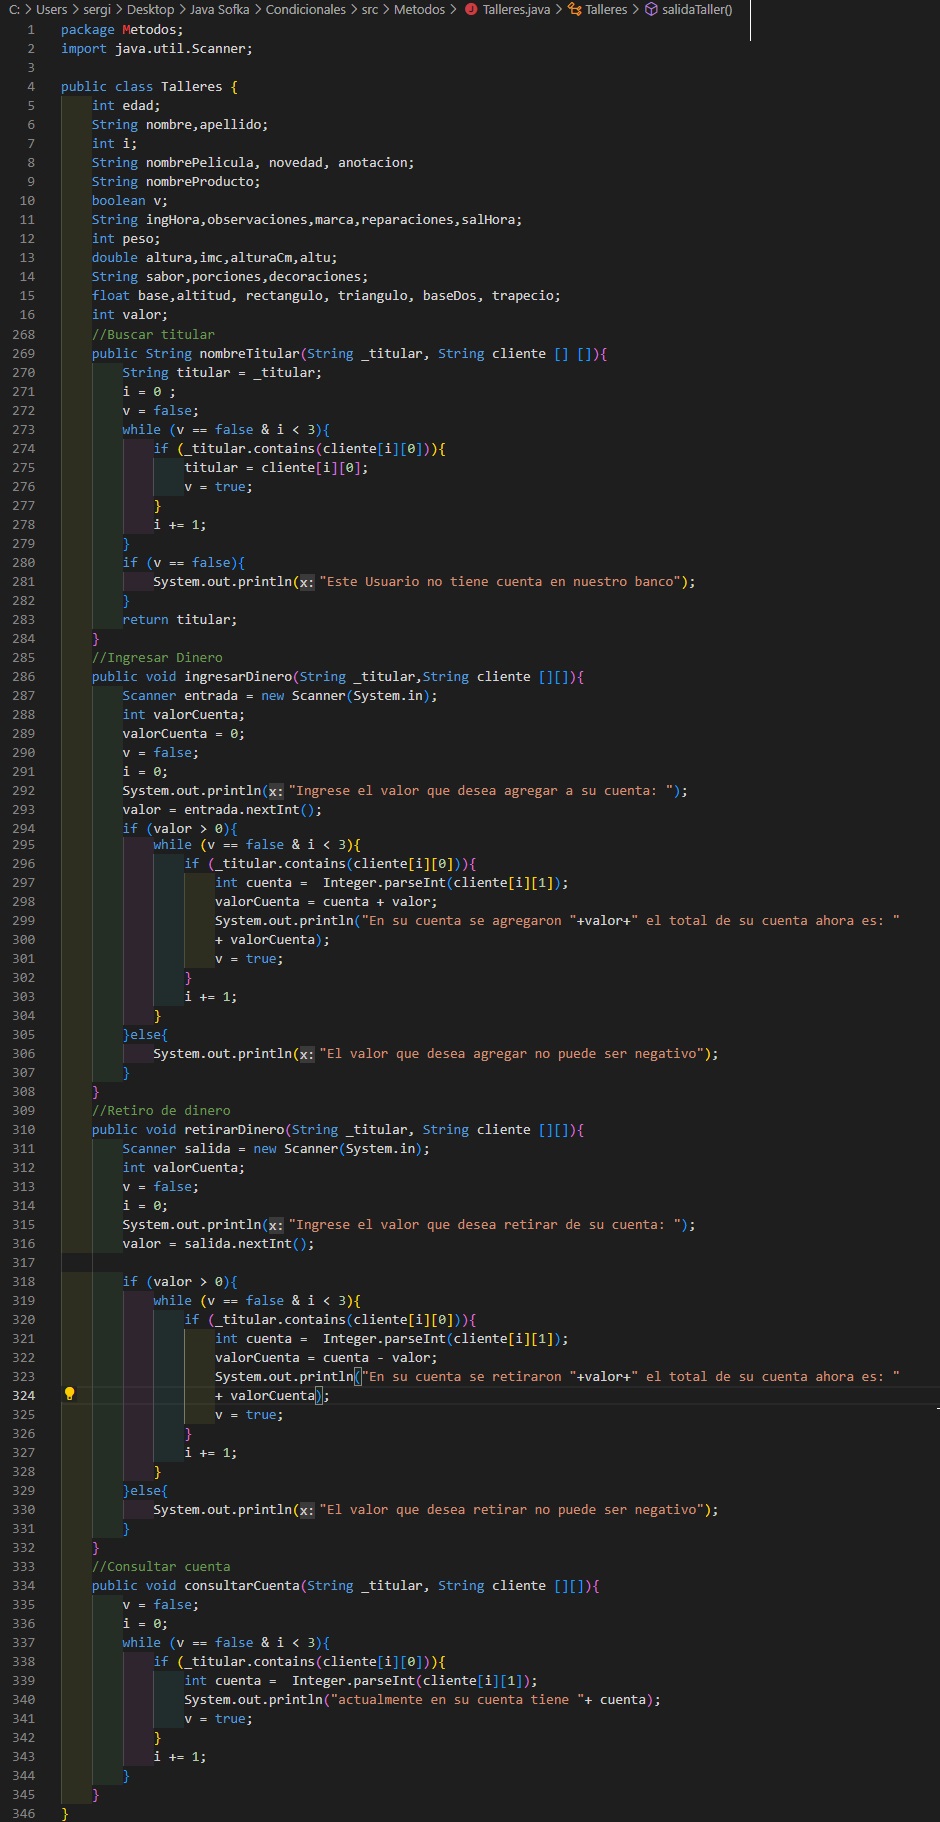 C: > Users > sergi > Desktop > Java Sofka > Condicionales > src > Metodos > Talleres.java > Talleres > salidaTaller()
1 package Metodos;
2 import java.util.Scanner;
3
4 public class Talleres {
5 int edad;
6 String nombre,apellido;
7 int i;
8 String nombrePelicula, novedad, anotacion;
9 String nombreProducto;
10 boolean v;
11 String ingHora,observaciones,marca,reparaciones,salHora;
12 int peso;
13 double altura,imc,alturaCm,altu;
14 String sabor,porciones,decoraciones;
15 float base,altitud, rectangulo, triangulo, baseDos, trapecio;
16 int valor;
268 //Buscar titular
269 public String nombreTitular(String _titular, String cliente [] []){
270 String titular = _titular;
271 i = 0 ;
272 v = false;
273 while (v == false & i < 3){
274 if (_titular.contains(cliente[i][0])){
275 titular = cliente[i][0];
276 v = true;
277 }
278 i += 1;
279 }
280 if (v == false){
281 System.out.println(x: "Este Usuario no tiene cuenta en nuestro banco");
282 }
283 return titular;
284 }
285 //Ingresar Dinero
286 public void ingresarDinero(String _titular,String cliente [][]){
287 Scanner entrada = new Scanner(System.in);
288 int valorCuenta;
289 valorCuenta = 0;
290 v = false;
291 i = 0;
292 System.out.println(x: "Ingrese el valor que desea agregar a su cuenta: ");
293 valor = entrada.nextInt();
294 if (valor > 0){
295 while (v == false & i < 3){
296 if (_titular.contains(cliente[i][0])){
297 int cuenta =  Integer.parseInt(cliente[i][1]);
298 valorCuenta = cuenta + valor;
299 System.out.println("En su cuenta se agregaron "+valor+" el total de su cuenta ahora es: "
300 + valorCuenta);
301 v = true;
302 }
303 i += 1;
304 }
305 }else{
306 System.out.println(x: "El valor que desea agregar no puede ser negativo");
307 }
308 }
309 //Retiro de dinero
310 public void retirarDinero(String _titular, String cliente [][]){
311 Scanner salida = new Scanner(System.in);
312 int valorCuenta;
313 v = false;
314 i = 0;
315 System.out.println(x: "Ingrese el valor que desea retirar de su cuenta: ");
316 valor = salida.nextInt();
317
318 if (valor > 0){
319 while (v == false & i < 3){
320 if (_titular.contains(cliente[i][0])){
321 int cuenta =  Integer.parseInt(cliente[i][1]);
322 valorCuenta = cuenta - valor;
323 System.out.println("En su cuenta se retiraron "+valor+" el total de su cuenta ahora es: "
324 + valorCuenta);
325 v = true;
326 }
327 i += 1;
328 }
329 }else{
330 System.out.println(x: "El valor que desea retirar no puede ser negativo");
331 }
332 }
333 //Consultar cuenta
334 public void consultarCuenta(String _titular, String cliente [][]){
335 v = false;
336 i = 0;
337 while (v == false & i < 3){
338 if (_titular.contains(cliente[i][0])){
339 int cuenta =  Integer.parseInt(cliente[i][1]);
340 System.out.println("actualmente en su cuenta tiene "+ cuenta);
341 v = true;
342 }
343 i += 1;
344 }
345 }
346 }